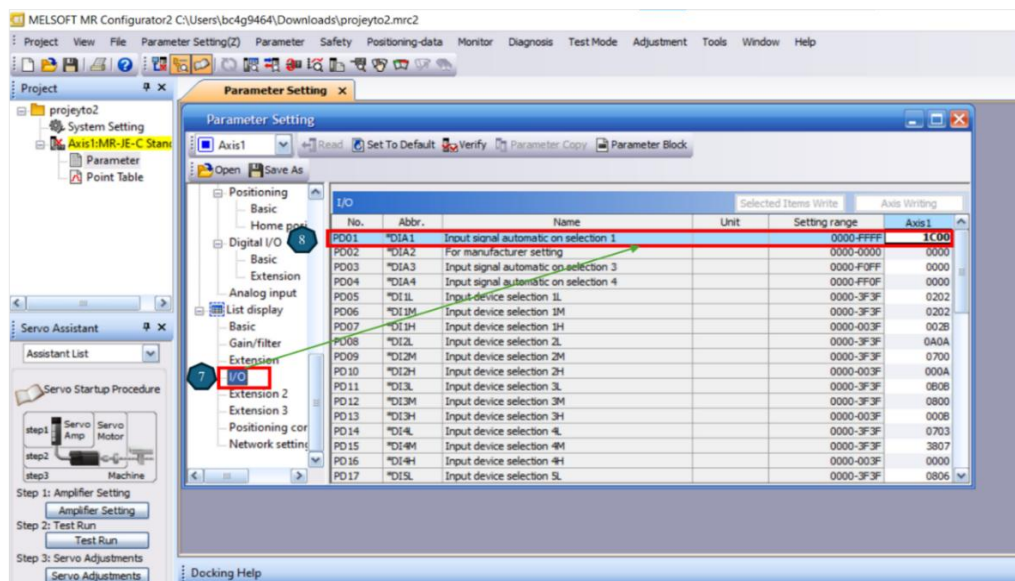 MELSOFT MR Configurator2 C:\Users\bc4g9464\Downloads\projeyto2.mrc2
Project View File Parameter Setting(Z) Parameter Safety Positioning-data Monitor Diagnosis Test Mode Adjustment Tools Window Help
Project
projeyto2
System Setting
Axis1:MR-JE-C Stand
Parameter
Point Table
Servo Assistant
Assistant List
Servo Startup Procedure
step1
Servo Amp
Servo Motor
step2
step3
Machine
Step 1: Amplifier Setting
Amplifier Setting
Step 2: Test Run
Test Run
Step 3: Servo Adjustments
Servo Adjustments
Parameter Setting X
Parameter Setting
Axis1 Read Set To Default Verify Parameter Copy Parameter Block
Open Save As
Positioning
Basic
Home posi
Digital I/O
8
Basic
Extension
Analog input
List display
Basic
Gain/filter
Extension
7
I/O
Extension 2
Extension 3
Positioning cor
Network setting
I/O Selected Items Write Axis Writing
No. Abbr. Name Unit Setting range Axis1
PD01 *DIA1 Input signal automatic on selection 1 0000-FFFF 1C00
PD02 *DIA2 For manufacturer setting 0000-0000 0000
PD03 *DIA3 Input signal automatic on selection 3 0000-F0FF 0000
PD04 *DIA4 Input signal automatic on selection 4 0000-FF0F 0000
PD05 *DI1L Input device selection 1L 0000-3F3F 0202
PD06 *DI1M Input device selection 1M 0000-3F3F 0202
PD07 *DI1H Input device selection 1H 0000-003F 002B
PD08 *DI2L Input device selection 2L 0000-3F3F 0A0A
PD09 *DI2M Input device selection 2M 0000-3F3F 0700
PD10 *DI2H Input device selection 2H 0000-003F 000A
PD11 *DI3L Input device selection 3L 0000-3F3F 0B0B
PD12 *DI3M Input device selection 3M 0000-3F3F 0800
PD13 *DI3H Input device selection 3H 0000-003F 000B
PD14 *DI4L Input device selection 4L 0000-3F3F 0703
PD15 *DI4M Input device selection 4M 0000-3F3F 3807
PD16 *DI4H Input device selection 4H 0000-003F 0000
PD17 *DI5L Input device selection 5L 0000-3F3F 0806
Docking Help